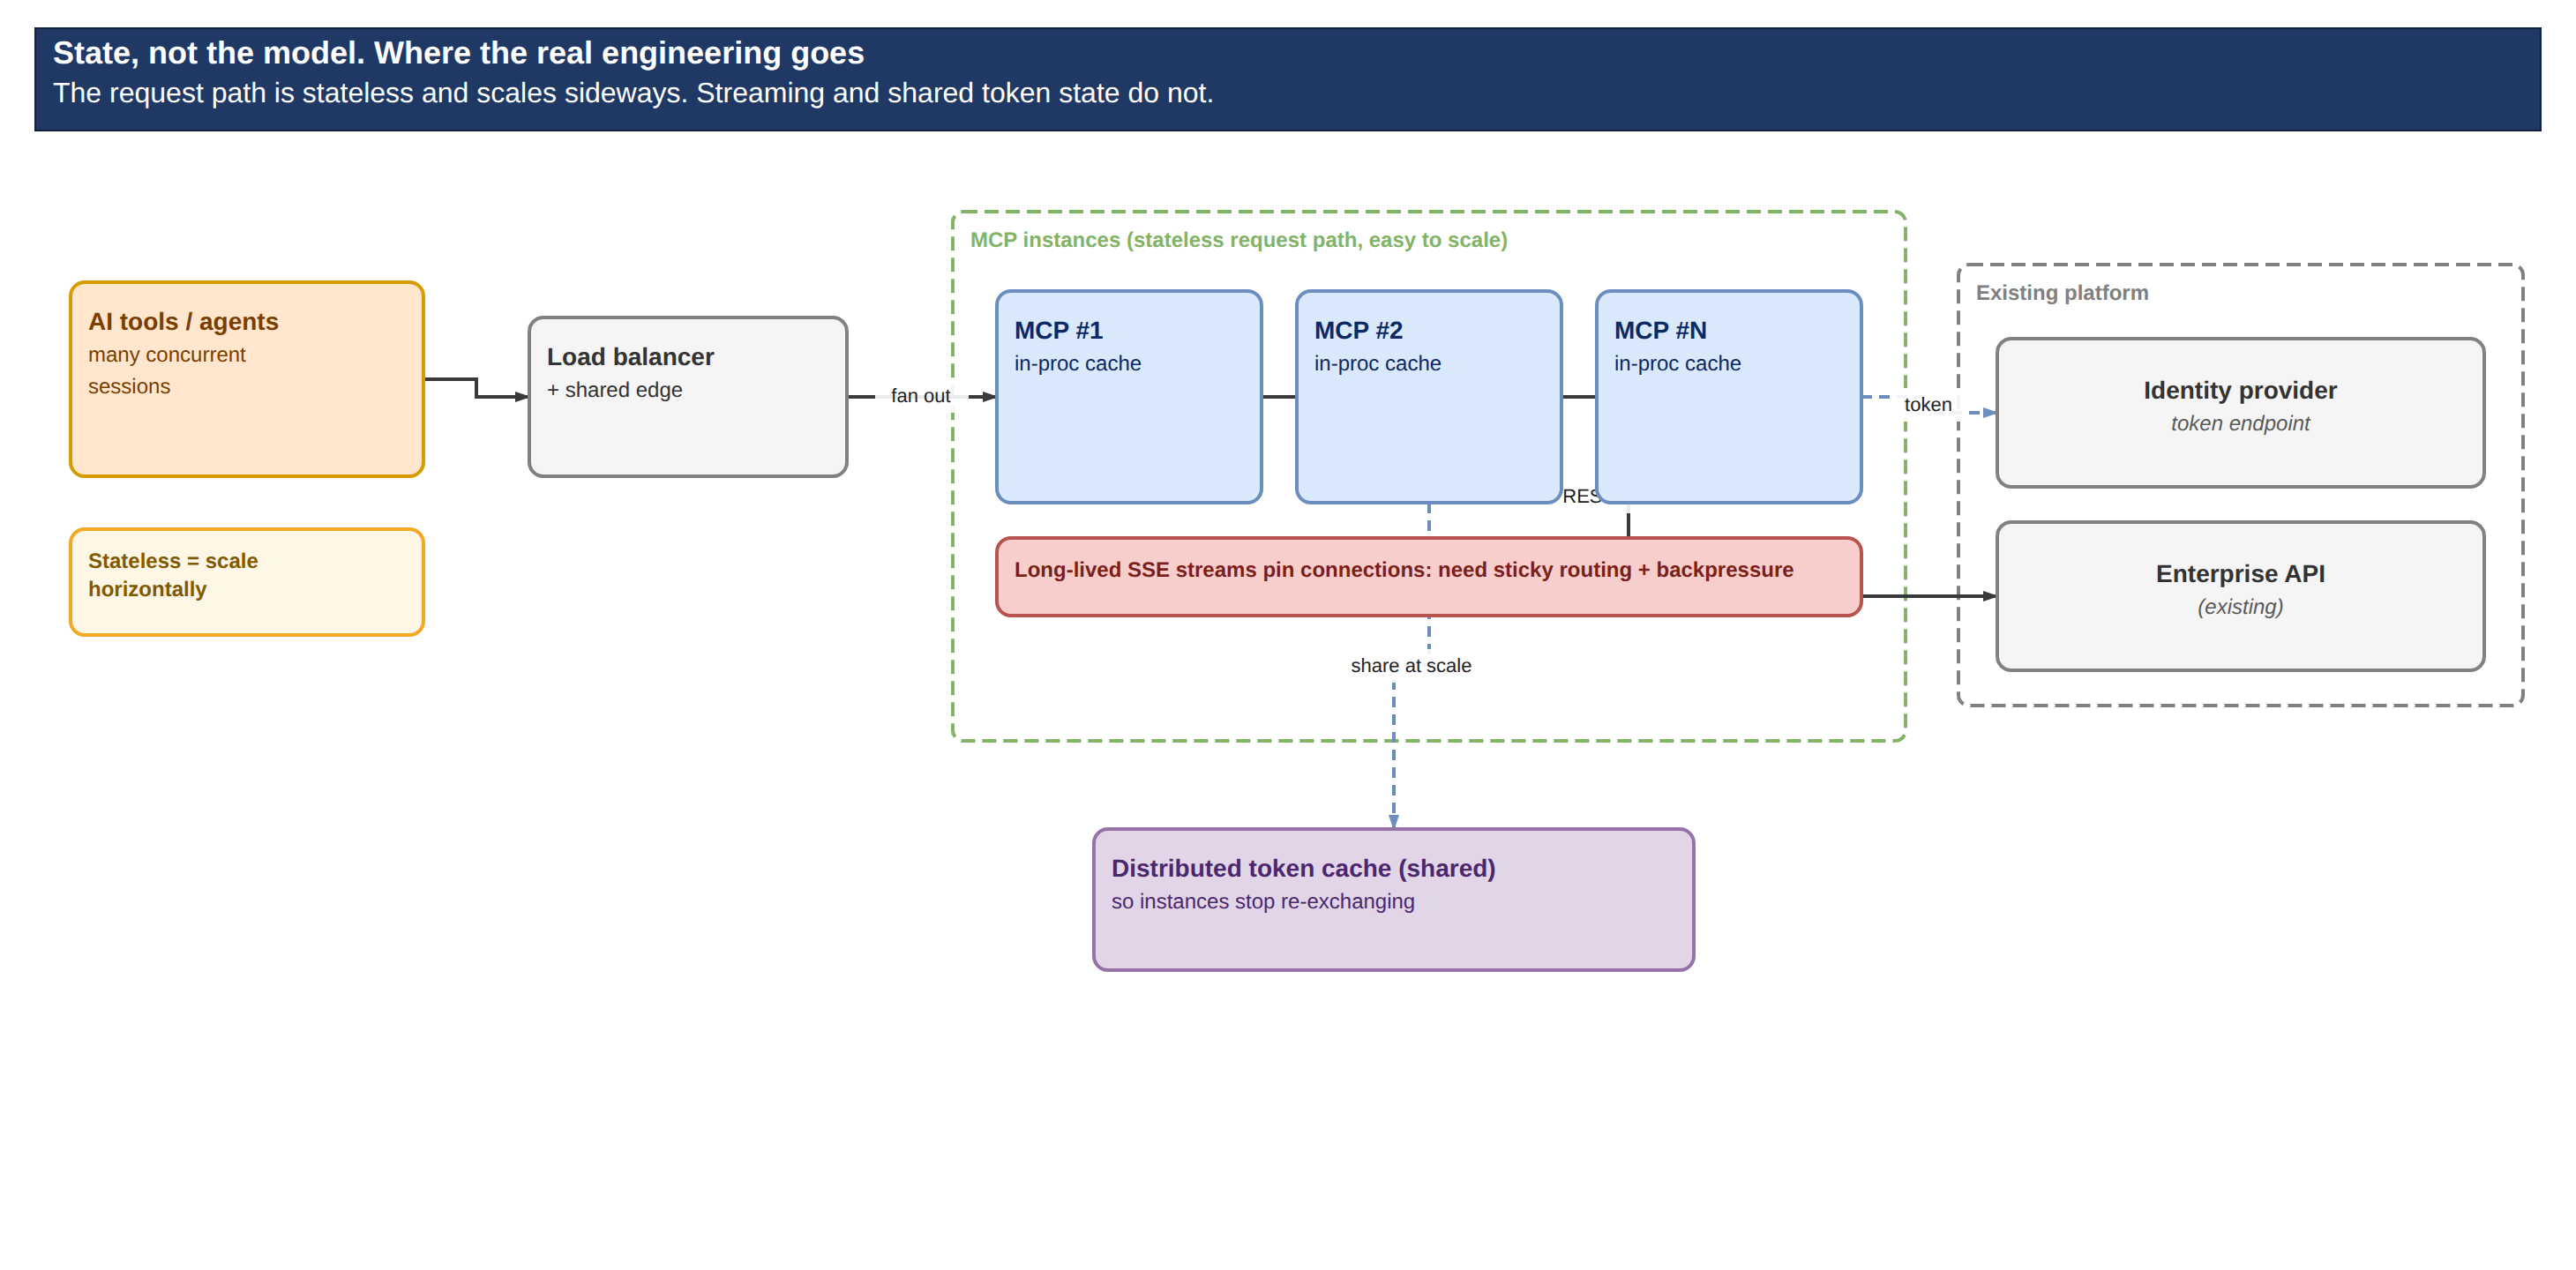 State, not the model. Where the real engineering goes
The request path is stateless and scales sideways. Streaming and shared token state do not.
MCP instances (stateless request path, easy to scale)
Existing platform
AI tools / agents
many concurrent
sessions
Load balancer
+ shared edge
fan out
MCP #1
in-proc cache
MCP #2
in-proc cache
MCP #N
in-proc cache
token
Identity provider
token endpoint
RES
Stateless = scale
horizontally
Long-lived SSE streams pin connections: need sticky routing + backpressure
Enterprise API
(existing)
share at scale
Distributed token cache (shared)
so instances stop re-exchanging